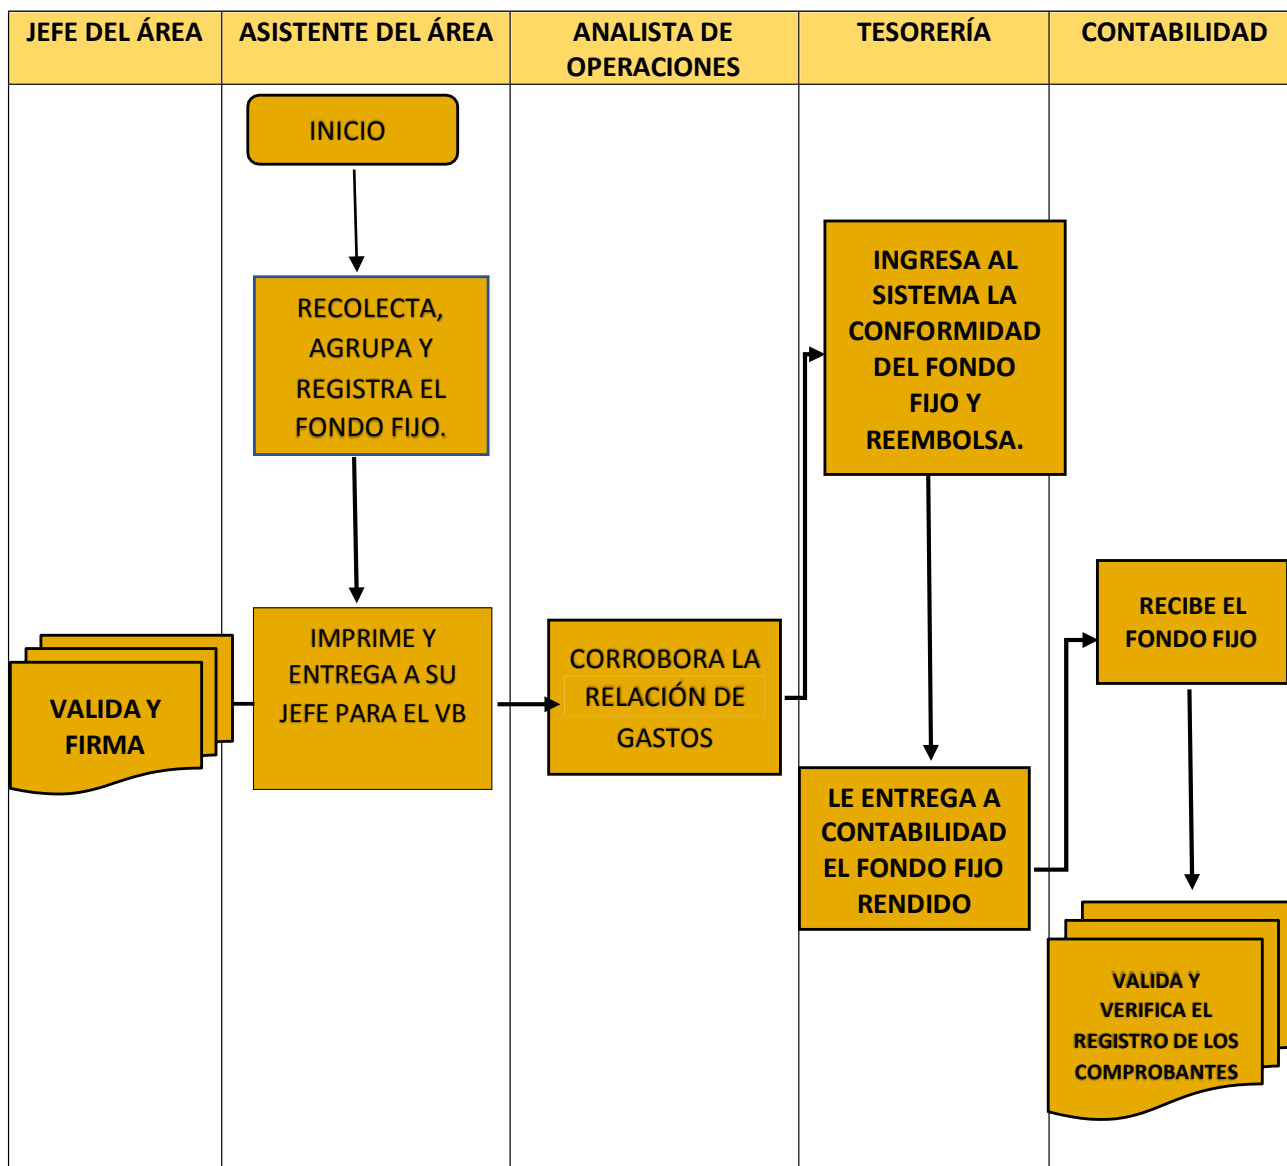 JEFE DEL ÁREA
ASISTENTE DEL ÁREA
ANALISTA DE
OPERACIONES
TESORERÍA
CONTABILIDAD
INICIO
RECOLECTA,
AGRUPA Y
REGISTRA EL
FONDO FIJO.
IMPRIME Y
ENTREGA A SU
JEFE PARA EL VB
VALIDA Y
FIRMA
CORROBORA LA
RELACIÓN DE
GASTOS
INGRESA AL
SISTEMA LA
CONFORMIDAD
DEL FONDO
FIJO Y
REEMBOLSA.
LE ENTREGA A
CONTABILIDAD
EL FONDO FIJO
RENDIDO
RECIBE EL
FONDO FIJO
VALIDA Y
VERIFICA EL
REGISTRO DE LOS
COMPROBANTES